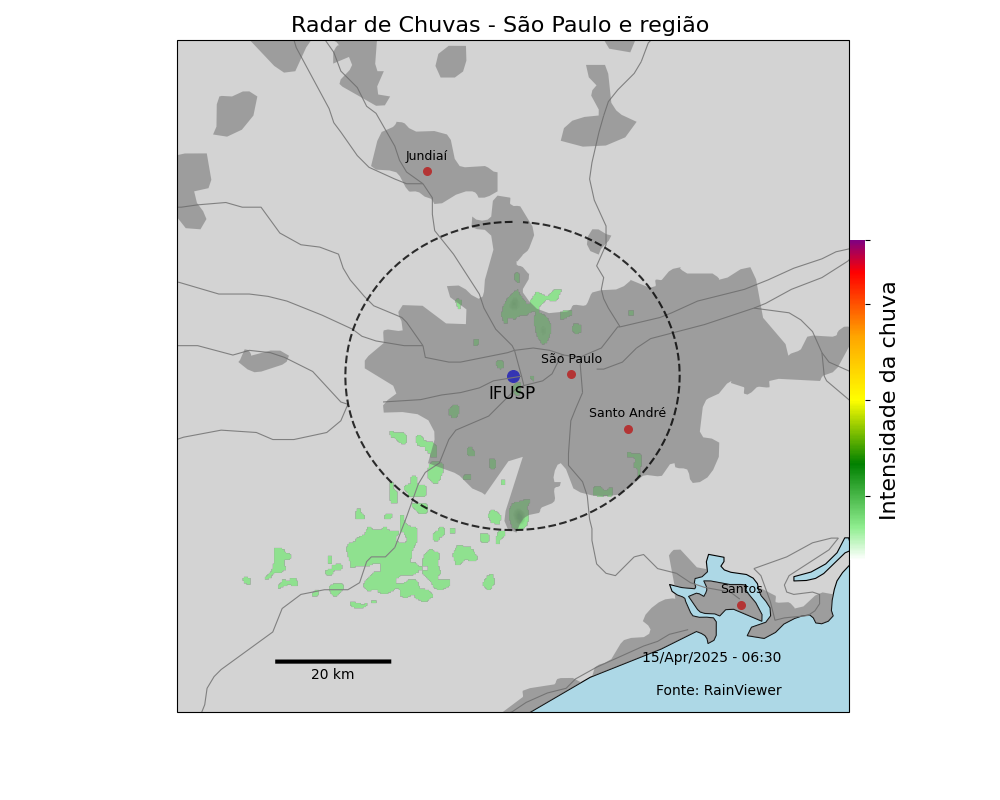 Radar de Chuvas - São Paulo e região
Jundiaí
São Paulo
IFUSP
Santo André
Intensidade da chuva
Santos
15/Apr/2025 - 06:30
20 km
Fonte: RainViewer